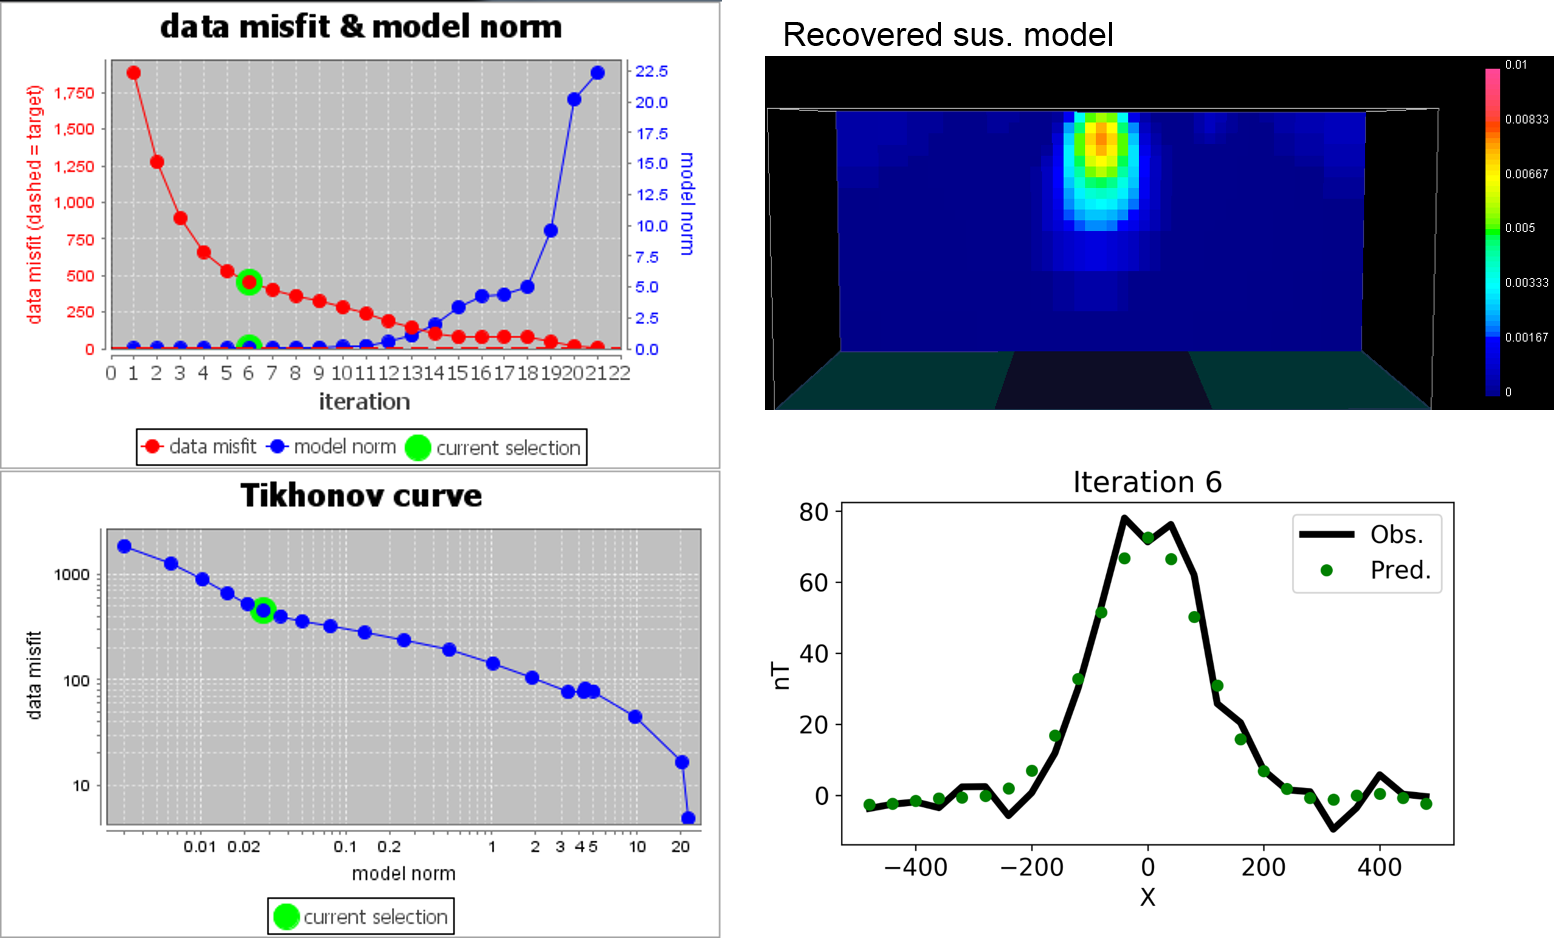 data misfit & model norm
data misfit (dashed = target)
1,750
1,500
1,250
1,000
750
500
250
0
22.5
20.0
17.5
15.0
12.5
10.0
7.5
5.0
2.5
0.0
model norm
0 1 2 3 4 5 6 7 8 9 10 11 12 13 14 15 16 17 18 19 20 21 22
iteration
data misfit model norm current selection
Tikhonov curve
data misfit
1000
100
10
0.01 0.02 0.1 0.2 1 2 3 4 5 10 20
model norm
current selection
Recovered sus. model
0.01
0.00833
0.00667
0.005
0.00333
0.00167
0
Iteration 6
nT
80
60
40
20
0
Obs.
Pred.
−400 −200 0 200 400
X